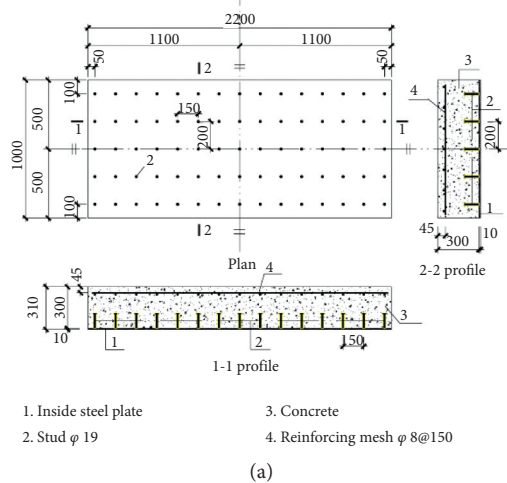 2200
1100 1100
50 2 50
100
500
150
1 1
200
1000
2
500
100
2
Plan
3
4
2
200
1
45
300
10
2-2 profile
45
4
310
300
10
3
1 2 150
1-1 profile
1. Inside steel plate
2. Stud φ 19
3. Concrete
4. Reinforcing mesh φ 8@150
(a)